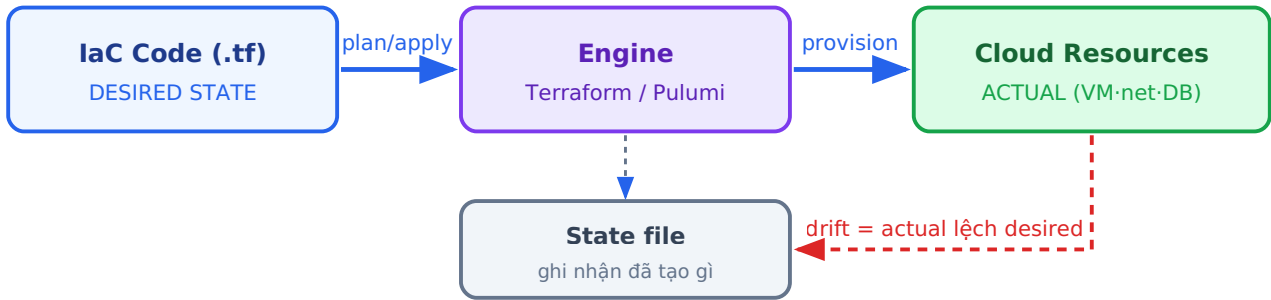 IaC Code (.tf)
DESIRED STATE
plan/apply
Engine
Terraform / Pulumi
provision
Cloud Resources
ACTUAL (VM·net·DB)
State file
ghi nhận đã tạo gì
drift = actual lệch desired